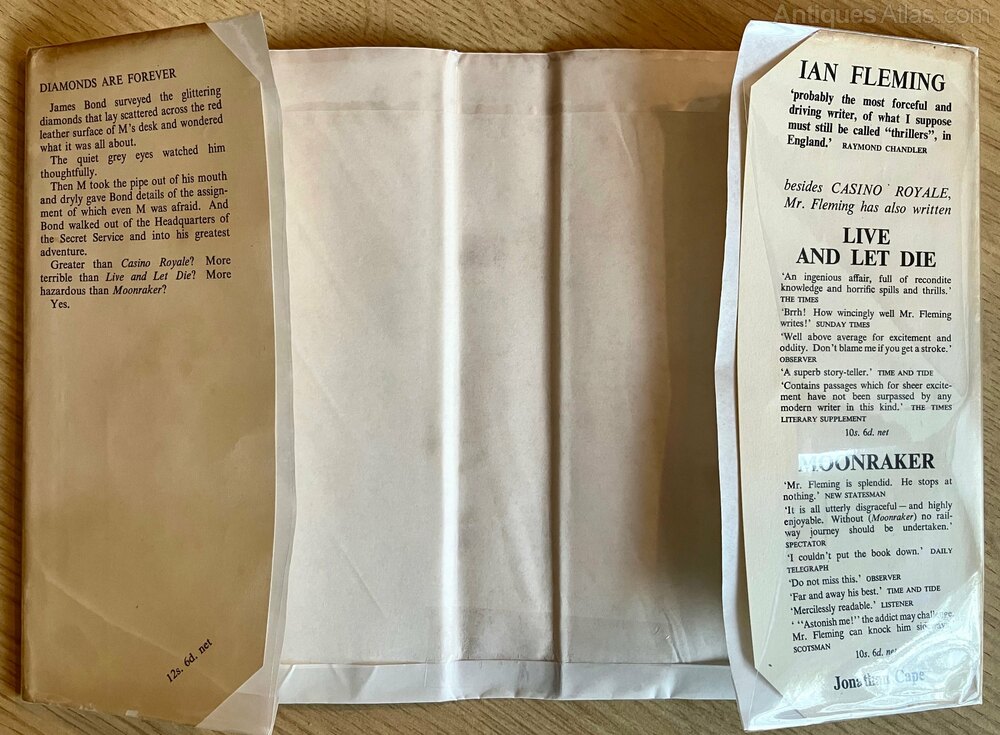 AntiquesAtlas.com
DIAMONDS ARE FOREVER
James Bond surveyed the glittering
diamonds that lay scattered across the red
leather surface of M's desk and wondered
what it was all about.
The quiet grey eyes watched him
thoughtfully.
Then M took the pipe out of his mouth
and dryly gave Bond details of the assign-
ment of which even M was afraid. And
Bond walked out of the Headquarters of
the Secret Service and into his greatest
adventure.
Greater than Casino Royale? More
terrible than Live and Let Die? More
hazardous than Moonraker?
Yes.
12s. 6d. net
IAN FLEMING
'probably the most forceful and
driving writer, of what I suppose
must still be called "thrillers", in
England.' RAYMOND CHANDLER
besides CASINO ROYALE,
Mr. Fleming has also written
LIVE
AND LET DIE
'An ingenious affair, full of recondite
knowledge and horrific spills and thrills.'
THE TIMES
'Brrh! How wincingly well Mr. Fleming
writes!' SUNDAY TIMES
'Well above average for excitement and
oddity. Don't blame me if you get a stroke.'
OBSERVER
'A superb story-teller.' TIME AND TIDE
'Contains passages which for sheer excite-
ment have not been surpassed by any
modern writer in this kind.' THE TIMES
LITERARY SUPPLEMENT
10s. 6d. net
MOONRAKER
'Mr. Fleming is splendid. He stops at
nothing.' NEW STATESMAN
'It is all utterly disgraceful—and highly
enjoyable. Without (Moonraker) no rail-
way journey should be undertaken.'
SPECTATOR
'I couldn't put the book down.' DAILY
TELEGRAPH
'Do not miss this.' OBSERVER
'Far and away his best.' TIME AND TIDE
'Mercilessly readable.' LISTENER
' "Astonish me!" the addict may challenge.
Mr. Fleming can knock him sideways.'
SCOTSMAN
10s. 6d. net
Jonathan Cape